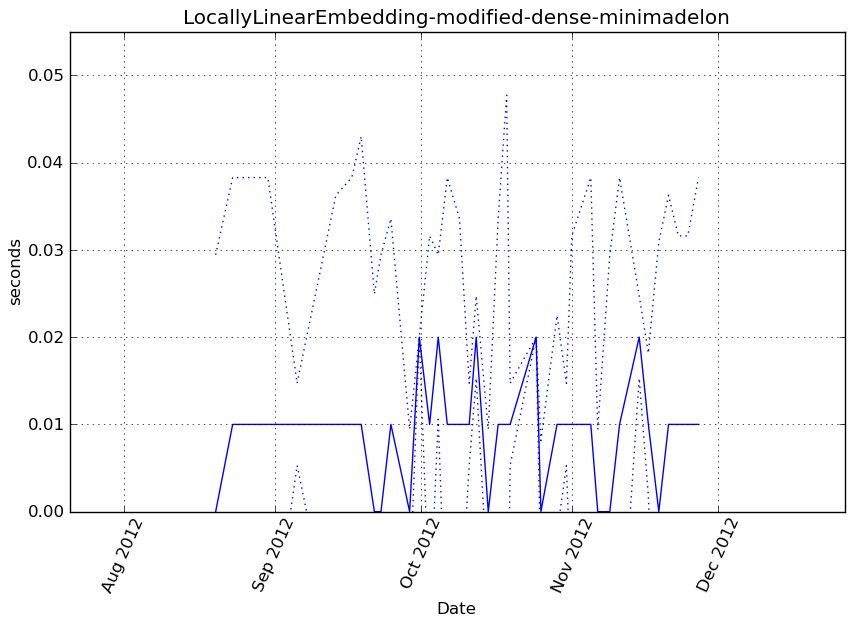 LocallyLinearEmbedding-modified-dense-minimadelon
0.05
0.04
0.03
0.02
0.01
0.00
seconds
Aug 2012
Sep 2012
Oct 2012
Nov 2012
Dec 2012
Date